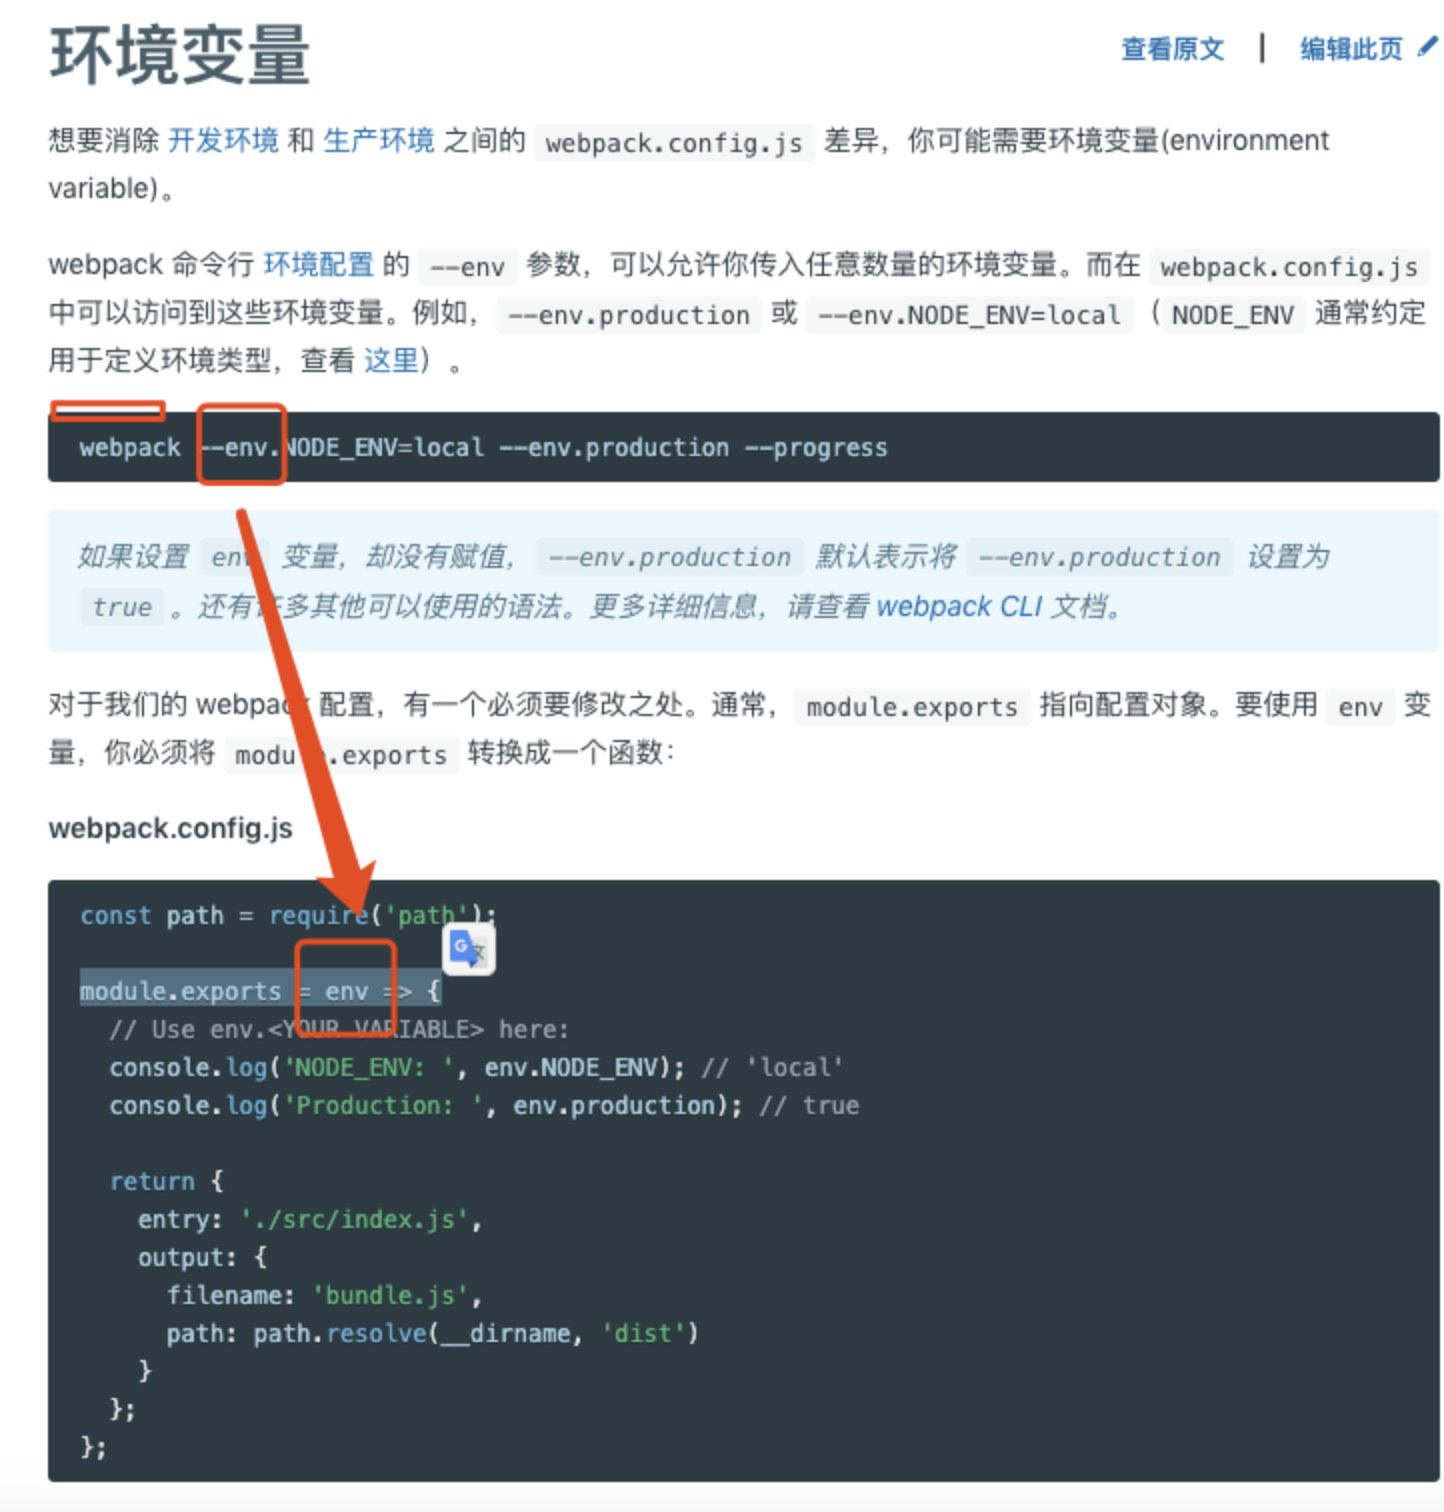 环境变量
查看原文 | 编辑此页
想要消除 开发环境 和 生产环境 之间的 webpack.config.js 差异，你可能需要环境变量(environment
variable)。
webpack 命令行 环境配置 的 --env 参数，可以允许你传入任意数量的环境变量。而在 webpack.config.js
中可以访问到这些环境变量。例如， --env.production 或 --env.NODE_ENV=local （ NODE_ENV 通常约定
用于定义环境类型，查看 这里）。
webpack --env.NODE_ENV=local --env.production --progress
如果设置 env 变量，却没有赋值， --env.production 默认表示将 --env.production 设置为
true 。还有许多其他可以使用的语法。更多详细信息，请查看 webpack CLI 文档。
对于我们的 webpack 配置，有一个必须要修改之处。通常， module.exports 指向配置对象。要使用 env 变
量，你必须将 module.exports 转换成一个函数：
webpack.config.js
const path = require('path');
module.exports = env => {
  // Use env.<YOUR_VARIABLE> here:
  console.log('NODE_ENV: ', env.NODE_ENV); // 'local'
  console.log('Production: ', env.production); // true
  return {
    entry: './src/index.js',
    output: {
      filename: 'bundle.js',
      path: path.resolve(__dirname, 'dist')
    }
  };
};